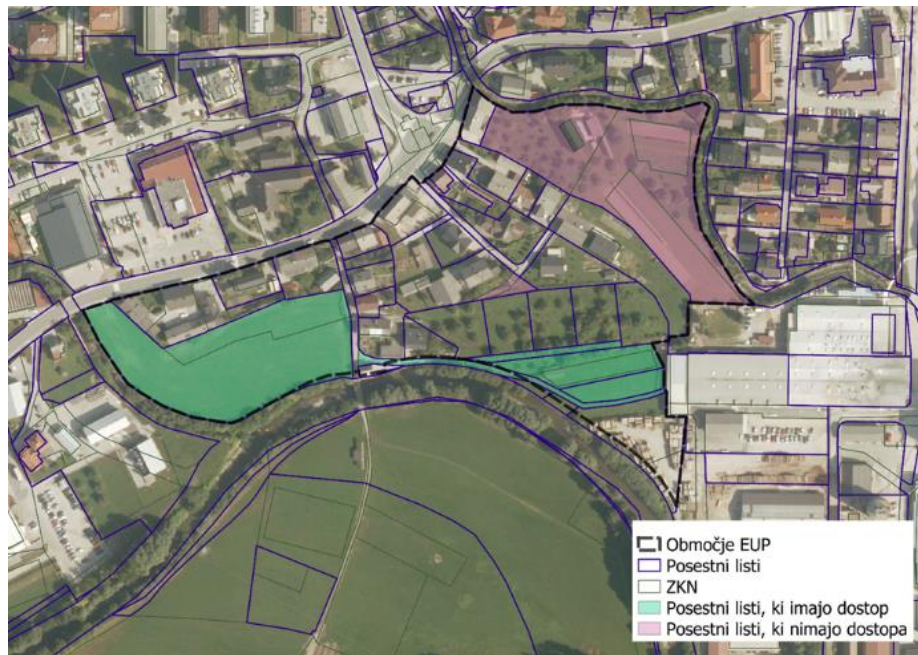 Območje EUP
Posestni listi
ZKN
Posestni listi, ki imajo dostop
Posestni listi, ki nimajo dostopa